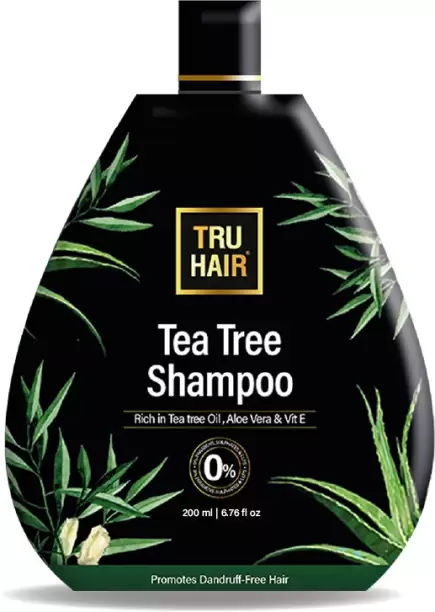 TRU
HAIR®
Tea Tree
Shampoo
Rich in Tea tree Oil, Aloe Vera & Vit E
0%
200 ml | 6.76 fl oz
Promotes Dandruff-Free Hair